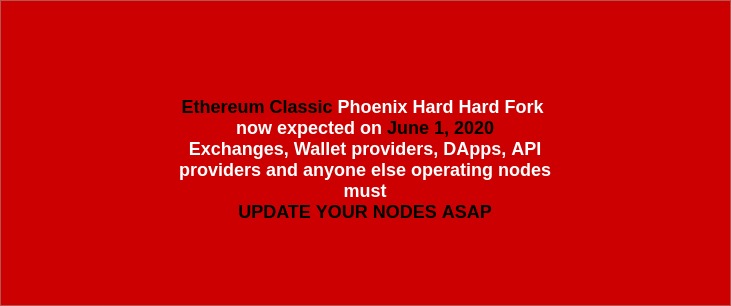 Ethereum Classic Phoenix Hard Hard Fork
now expected on June 1, 2020
Exchanges, Wallet providers, DApps, API
providers and anyone else operating nodes
must
UPDATE YOUR NODES ASAP